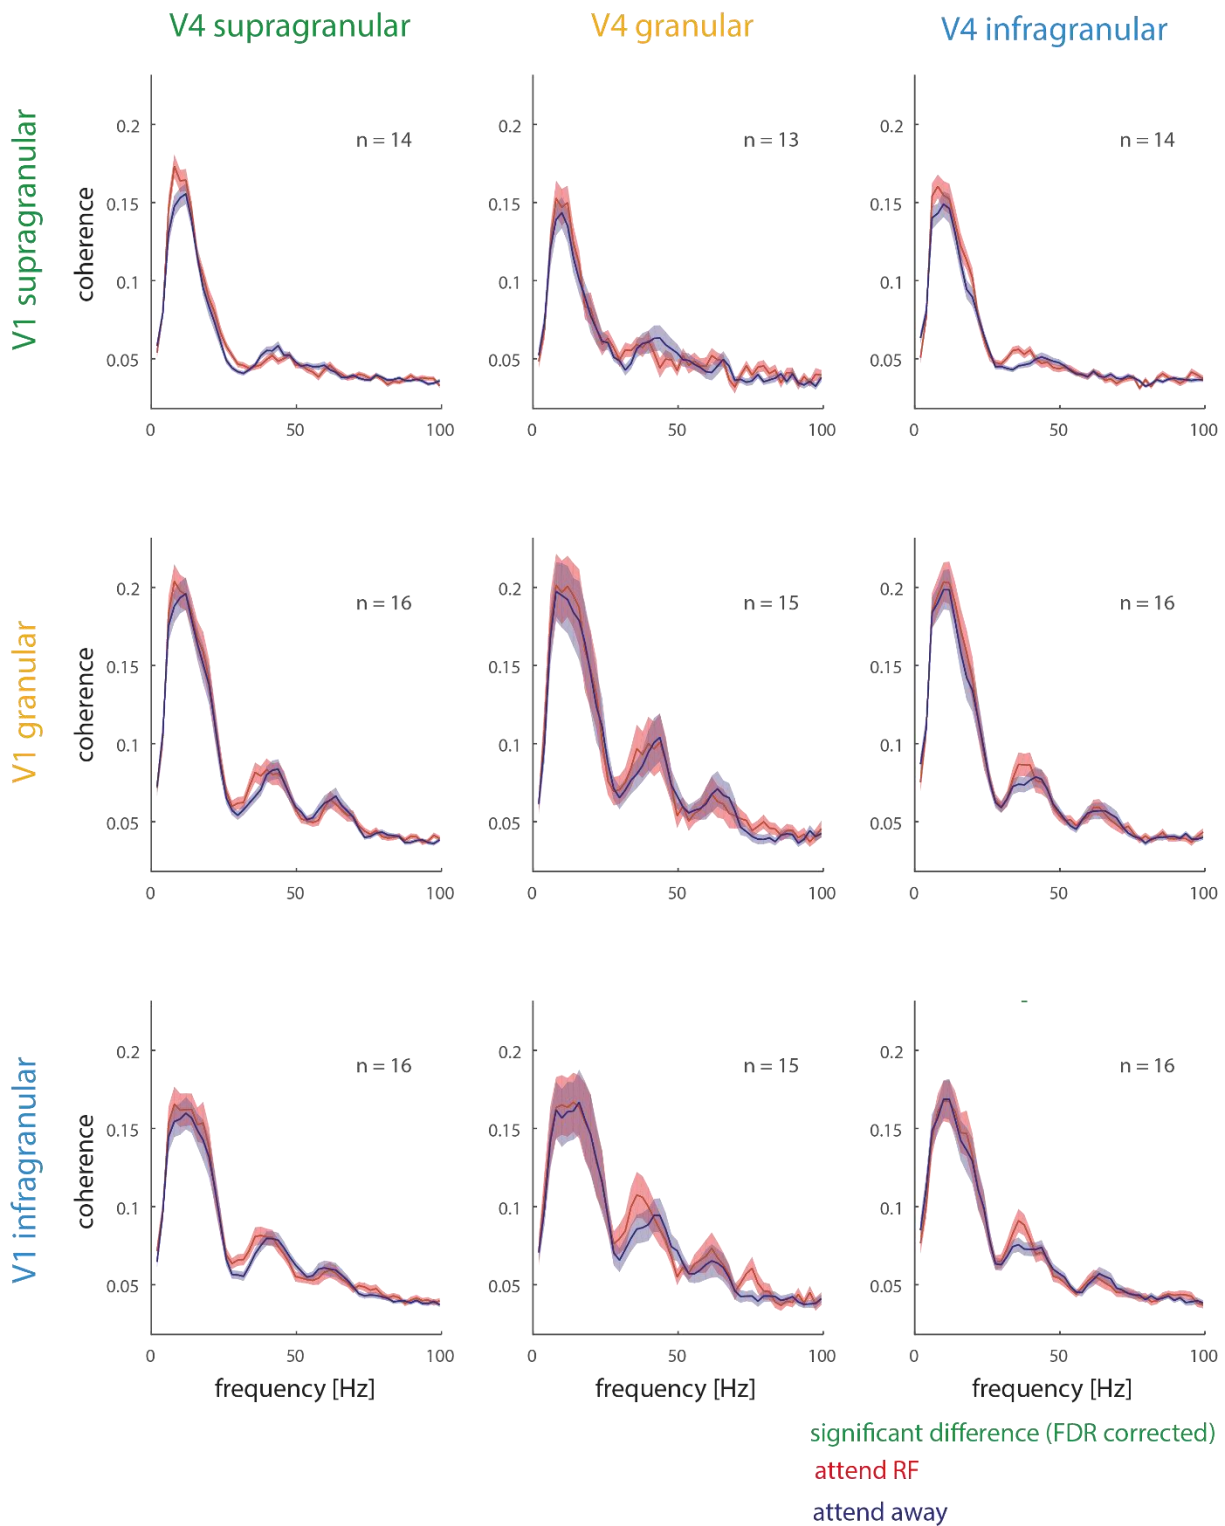 V4 supragranular V4 granular V4 infragranular
V1 supragranular
coherence
0.2
0.15
0.1
0.05
0 50 100
n = 14
0.2
0.15
0.1
0.05
0 50 100
n = 13
0.2
0.15
0.1
0.05
0 50 100
n = 14
V1 granular
coherence
0.2
0.15
0.1
0.05
0 50 100
n = 16
0.2
0.15
0.1
0.05
0 50 100
n = 15
0.2
0.15
0.1
0.05
0 50 100
n = 16
V1 infragranular
coherence
0.2
0.15
0.1
0.05
0 50 100
n = 16
frequency [Hz]
0.2
0.15
0.1
0.05
0 50 100
n = 15
frequency [Hz]
0.2
0.15
0.1
0.05
0 50 100
n = 16
frequency [Hz]
significant difference (FDR corrected)
attend RF
attend away